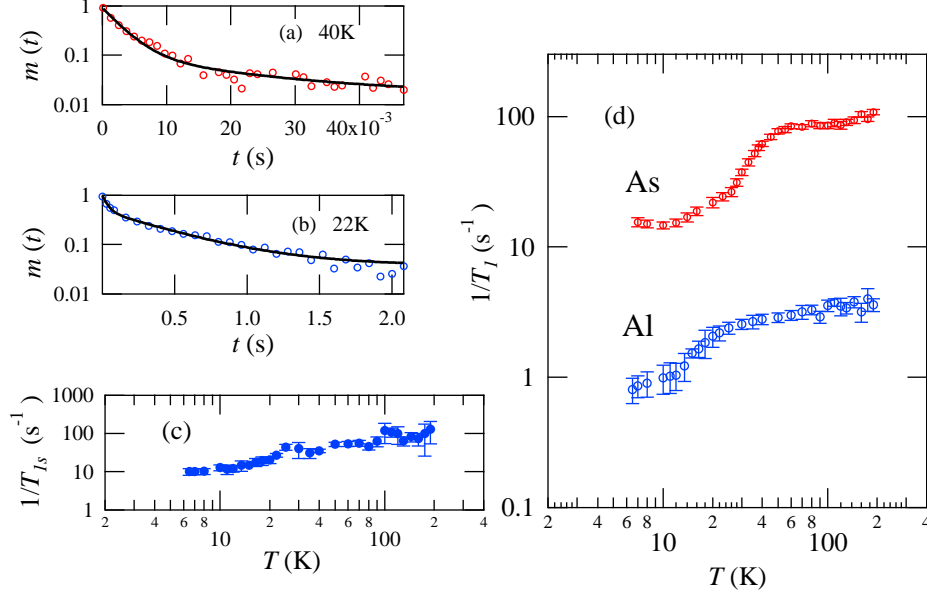 1
0.1
0.01
m (t)
(a) 40K
0 10 20 30 40x10⁻³
t (s)
1
0.1
0.01
m (t)
(b) 22K
0.5 1.0 1.5 2.0
t (s)
1000
100
10
1
1/T₁ₛ (s⁻¹)
(c)
2 4 6 8 2 4 6 8 2 4
10 100
T (K)
100
10
1
0.1
1/T₁ (s⁻¹)
(d)
As
Al
2 4 6 8 2 4 6 8 2 4
10 100
T (K)